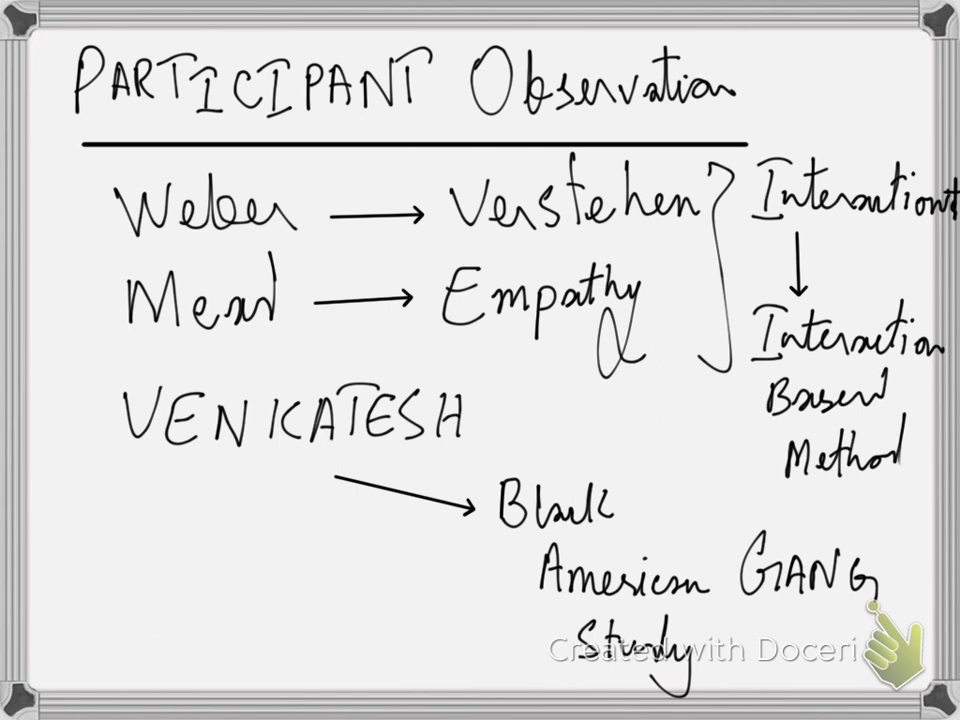 PARTICIPANT Observation
Weber → Verstehen } Interactionist
Mead → Empathy
↓
Interaction
Based
Method
VENKATESH
→ Black
American GANG
Study
Created with Doceri